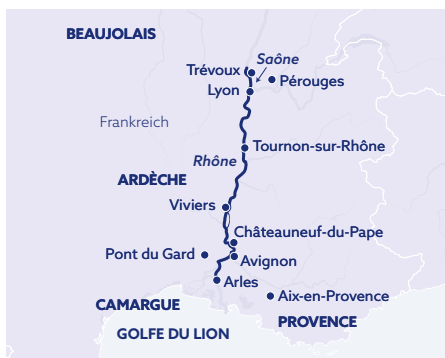 BEAUJOLAIS
Saône
Trévoux
Pérouges
Lyon
Frankreich
Tournon-sur-Rhône
Rhône
ARDÈCHE
Viviers
Châteauneuf-du-Pape
Pont du Gard
Avignon
Arles
Aix-en-Provence
CAMARGUE
PROVENCE
GOLFE DU LION